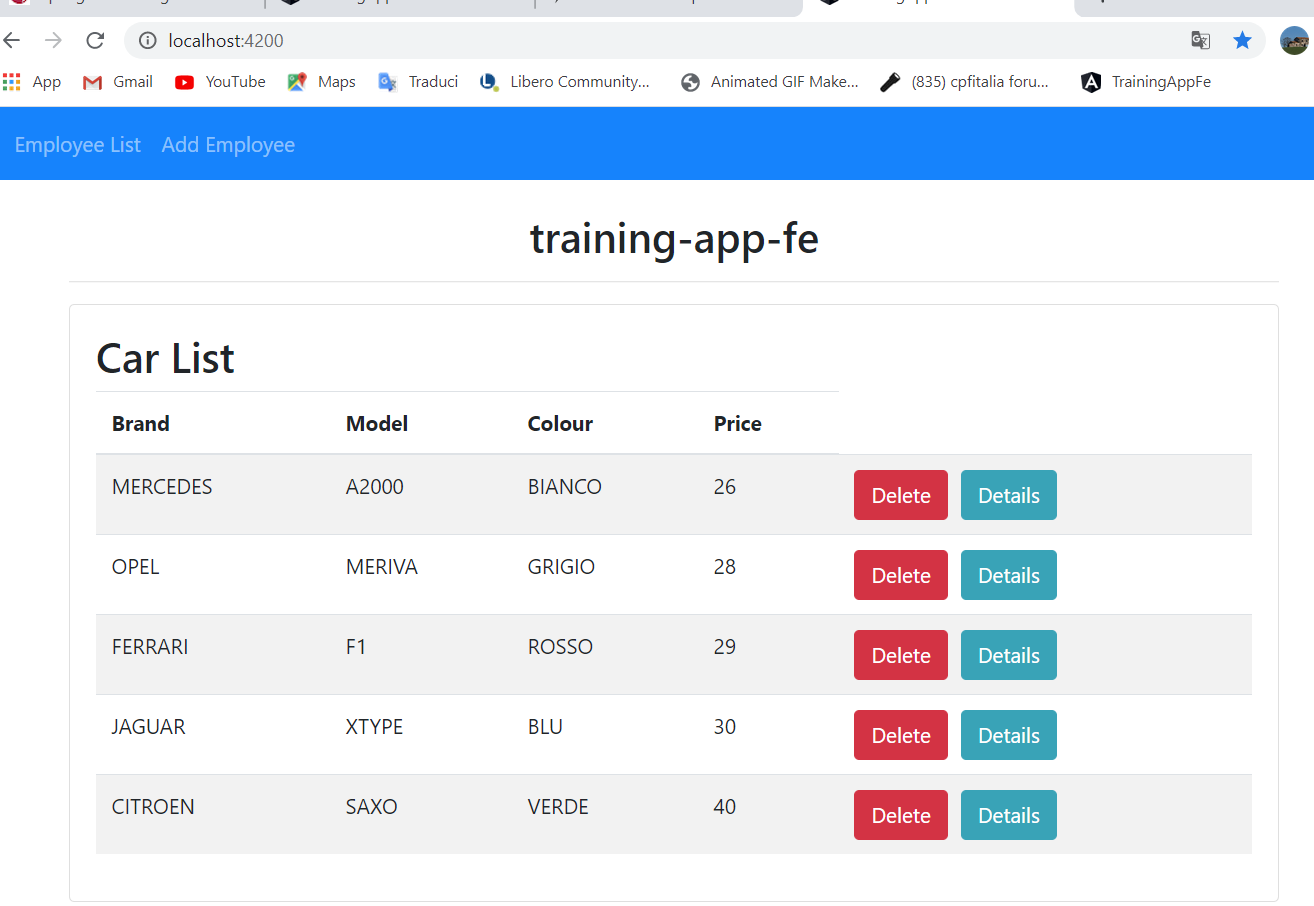 localhost:4200
App Gmail YouTube Maps Traduci Libero Community... Animated GIF Make... (835) cpfitalia foru... TrainingAppFe
Employee List Add Employee
training-app-fe
Car List
Brand Model Colour Price
MERCEDES A2000 BIANCO 26 Delete Details
OPEL MERIVA GRIGIO 28 Delete Details
FERRARI F1 ROSSO 29 Delete Details
JAGUAR XTYPE BLU 30 Delete Details
CITROEN SAXO VERDE 40 Delete Details